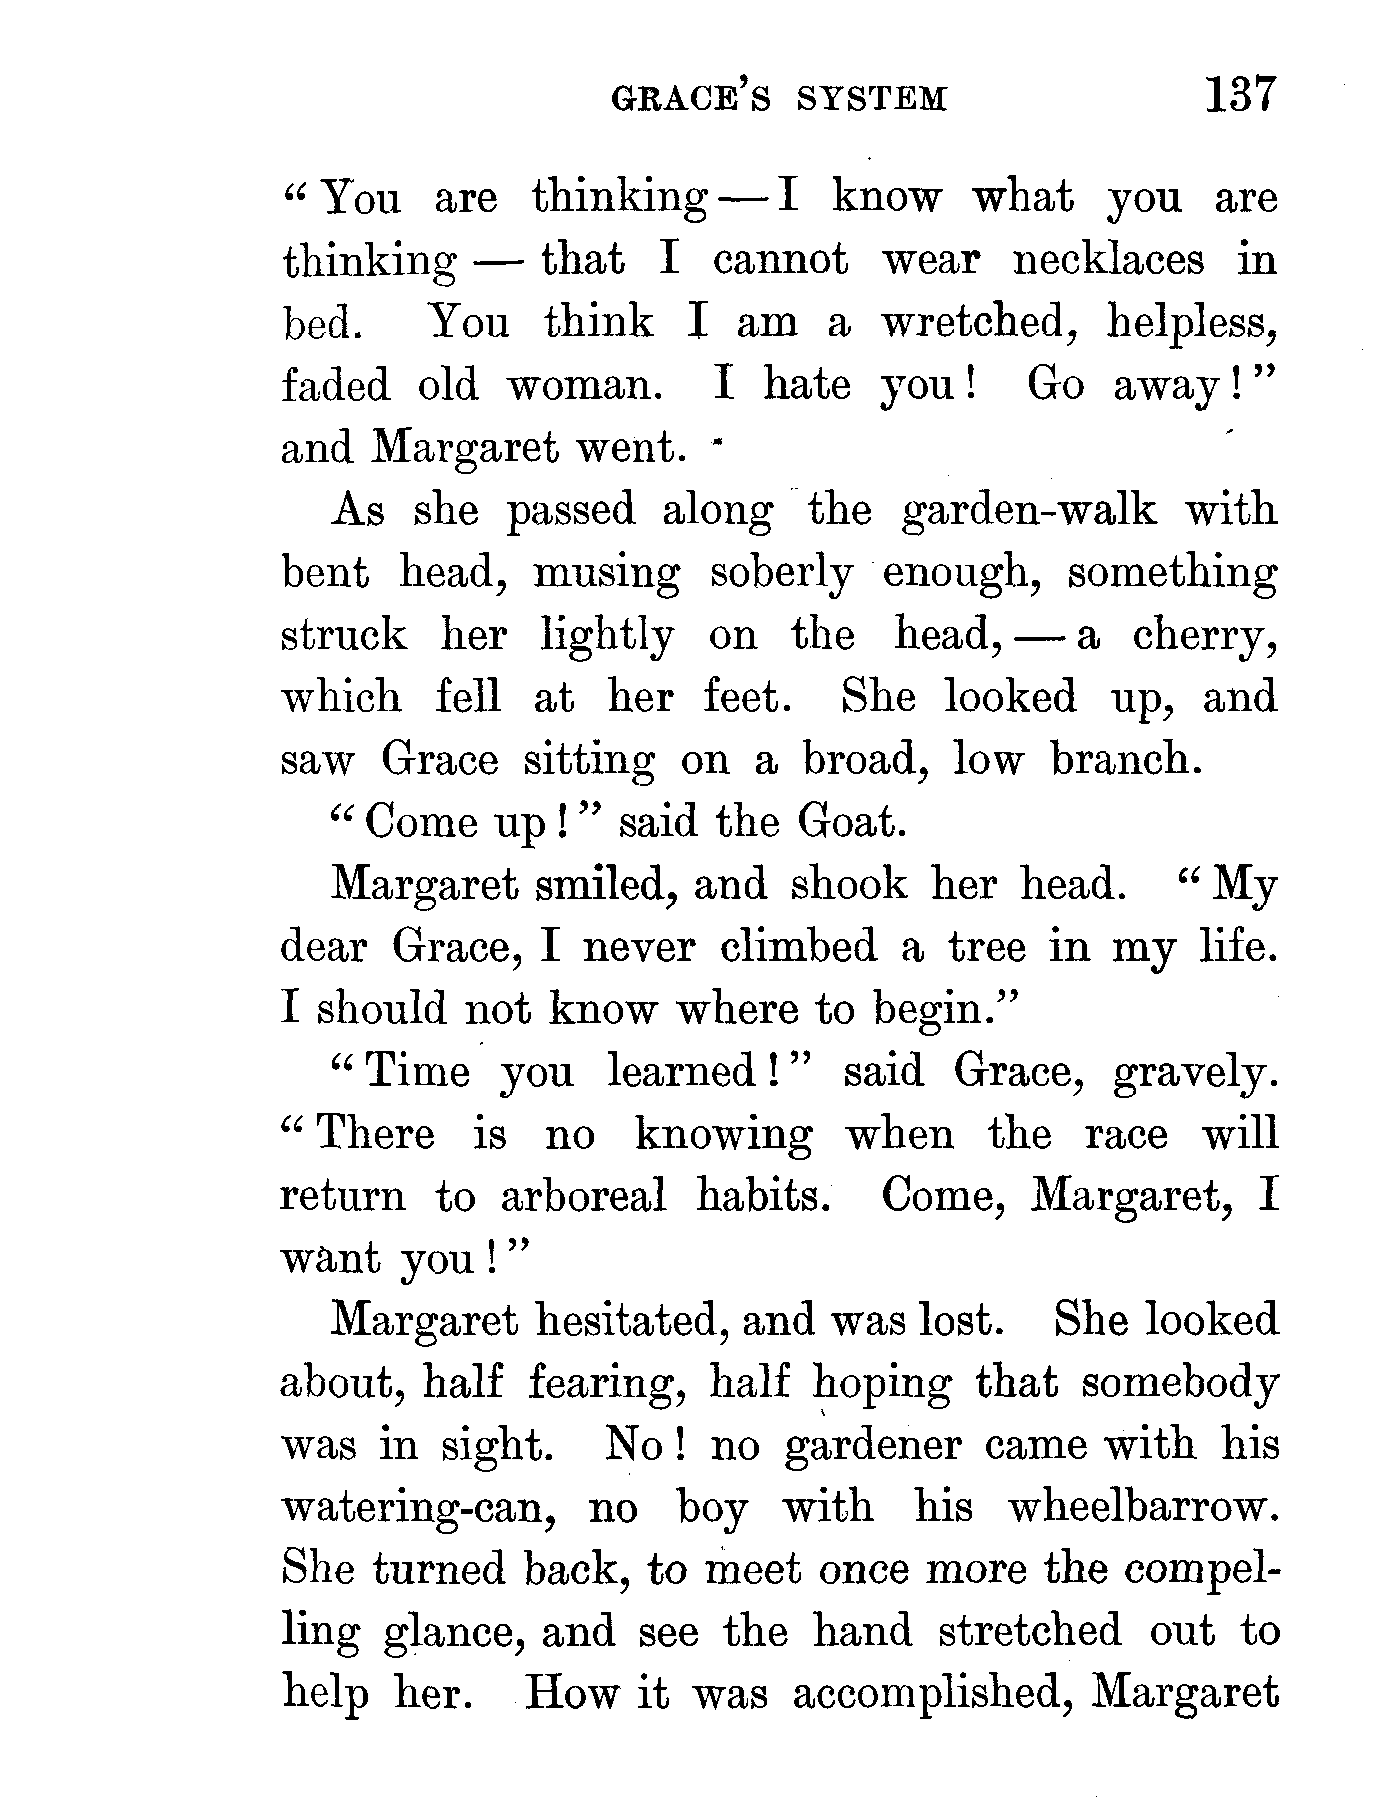 GRACE'S SYSTEM 137
“You are thinking—I know what you are
thinking — that I cannot wear necklaces in
bed. You think I am a wretched, helpless,
faded old woman. I hate you! Go away!”
and Margaret went.
As she passed along the garden-walk with
bent head, musing soberly enough, something
struck her lightly on the head,—a cherry,
which fell at her feet. She looked up, and
saw Grace sitting on a broad, low branch.
“Come up!” said the Goat.
Margaret smiled, and shook her head. “My
dear Grace, I never climbed a tree in my life.
I should not know where to begin.”
“Time you learned!” said Grace, gravely.
“There is no knowing when the race will
return to arboreal habits. Come, Margaret, I
want you!”
Margaret hesitated, and was lost. She looked
about, half fearing, half hoping that somebody
was in sight. No! no gardener came with his
watering-can, no boy with his wheelbarrow.
She turned back, to meet once more the compel-
ling glance, and see the hand stretched out to
help her. How it was accomplished, Margaret